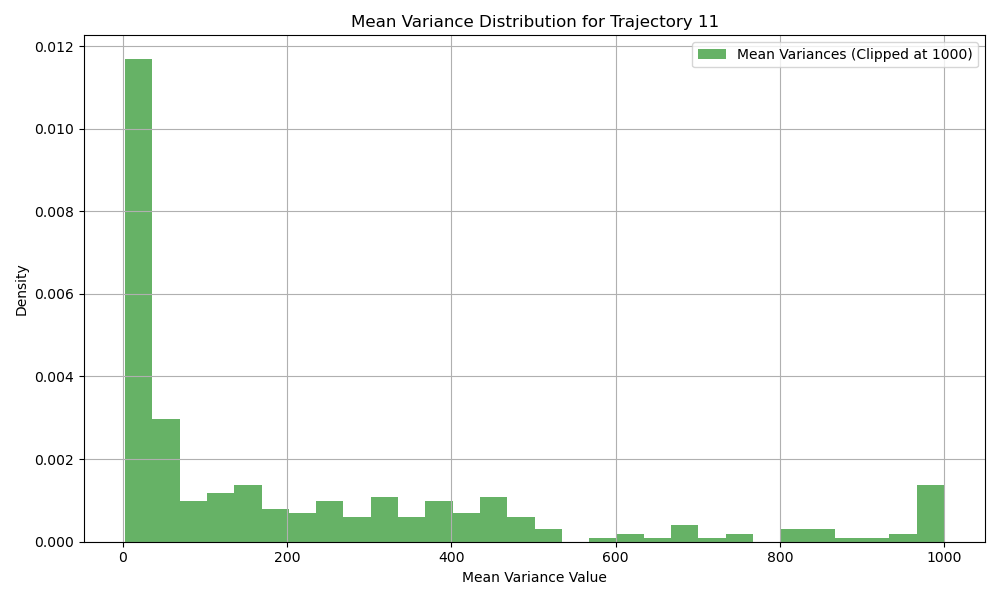 Mean Variance Distribution for Trajectory 11
Mean Variances (Clipped at 1000)
0.012
0.010
0.008
0.006
0.004
0.002
0.000
Density
0 200 400 600 800 1000
Mean Variance Value